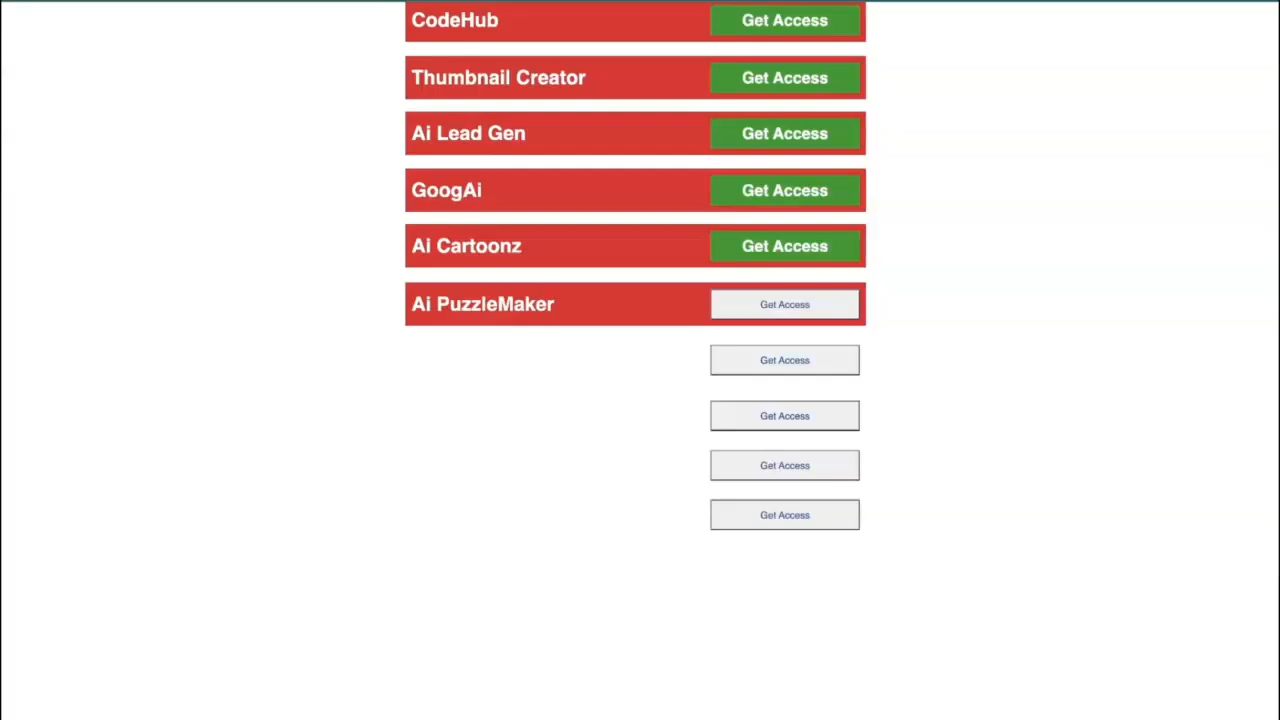 CodeHub Get Access
Thumbnail Creator Get Access
Ai Lead Gen Get Access
GoogAi Get Access
Ai Cartoonz Get Access
Ai PuzzleMaker Get Access
Get Access
Get Access
Get Access
Get Access